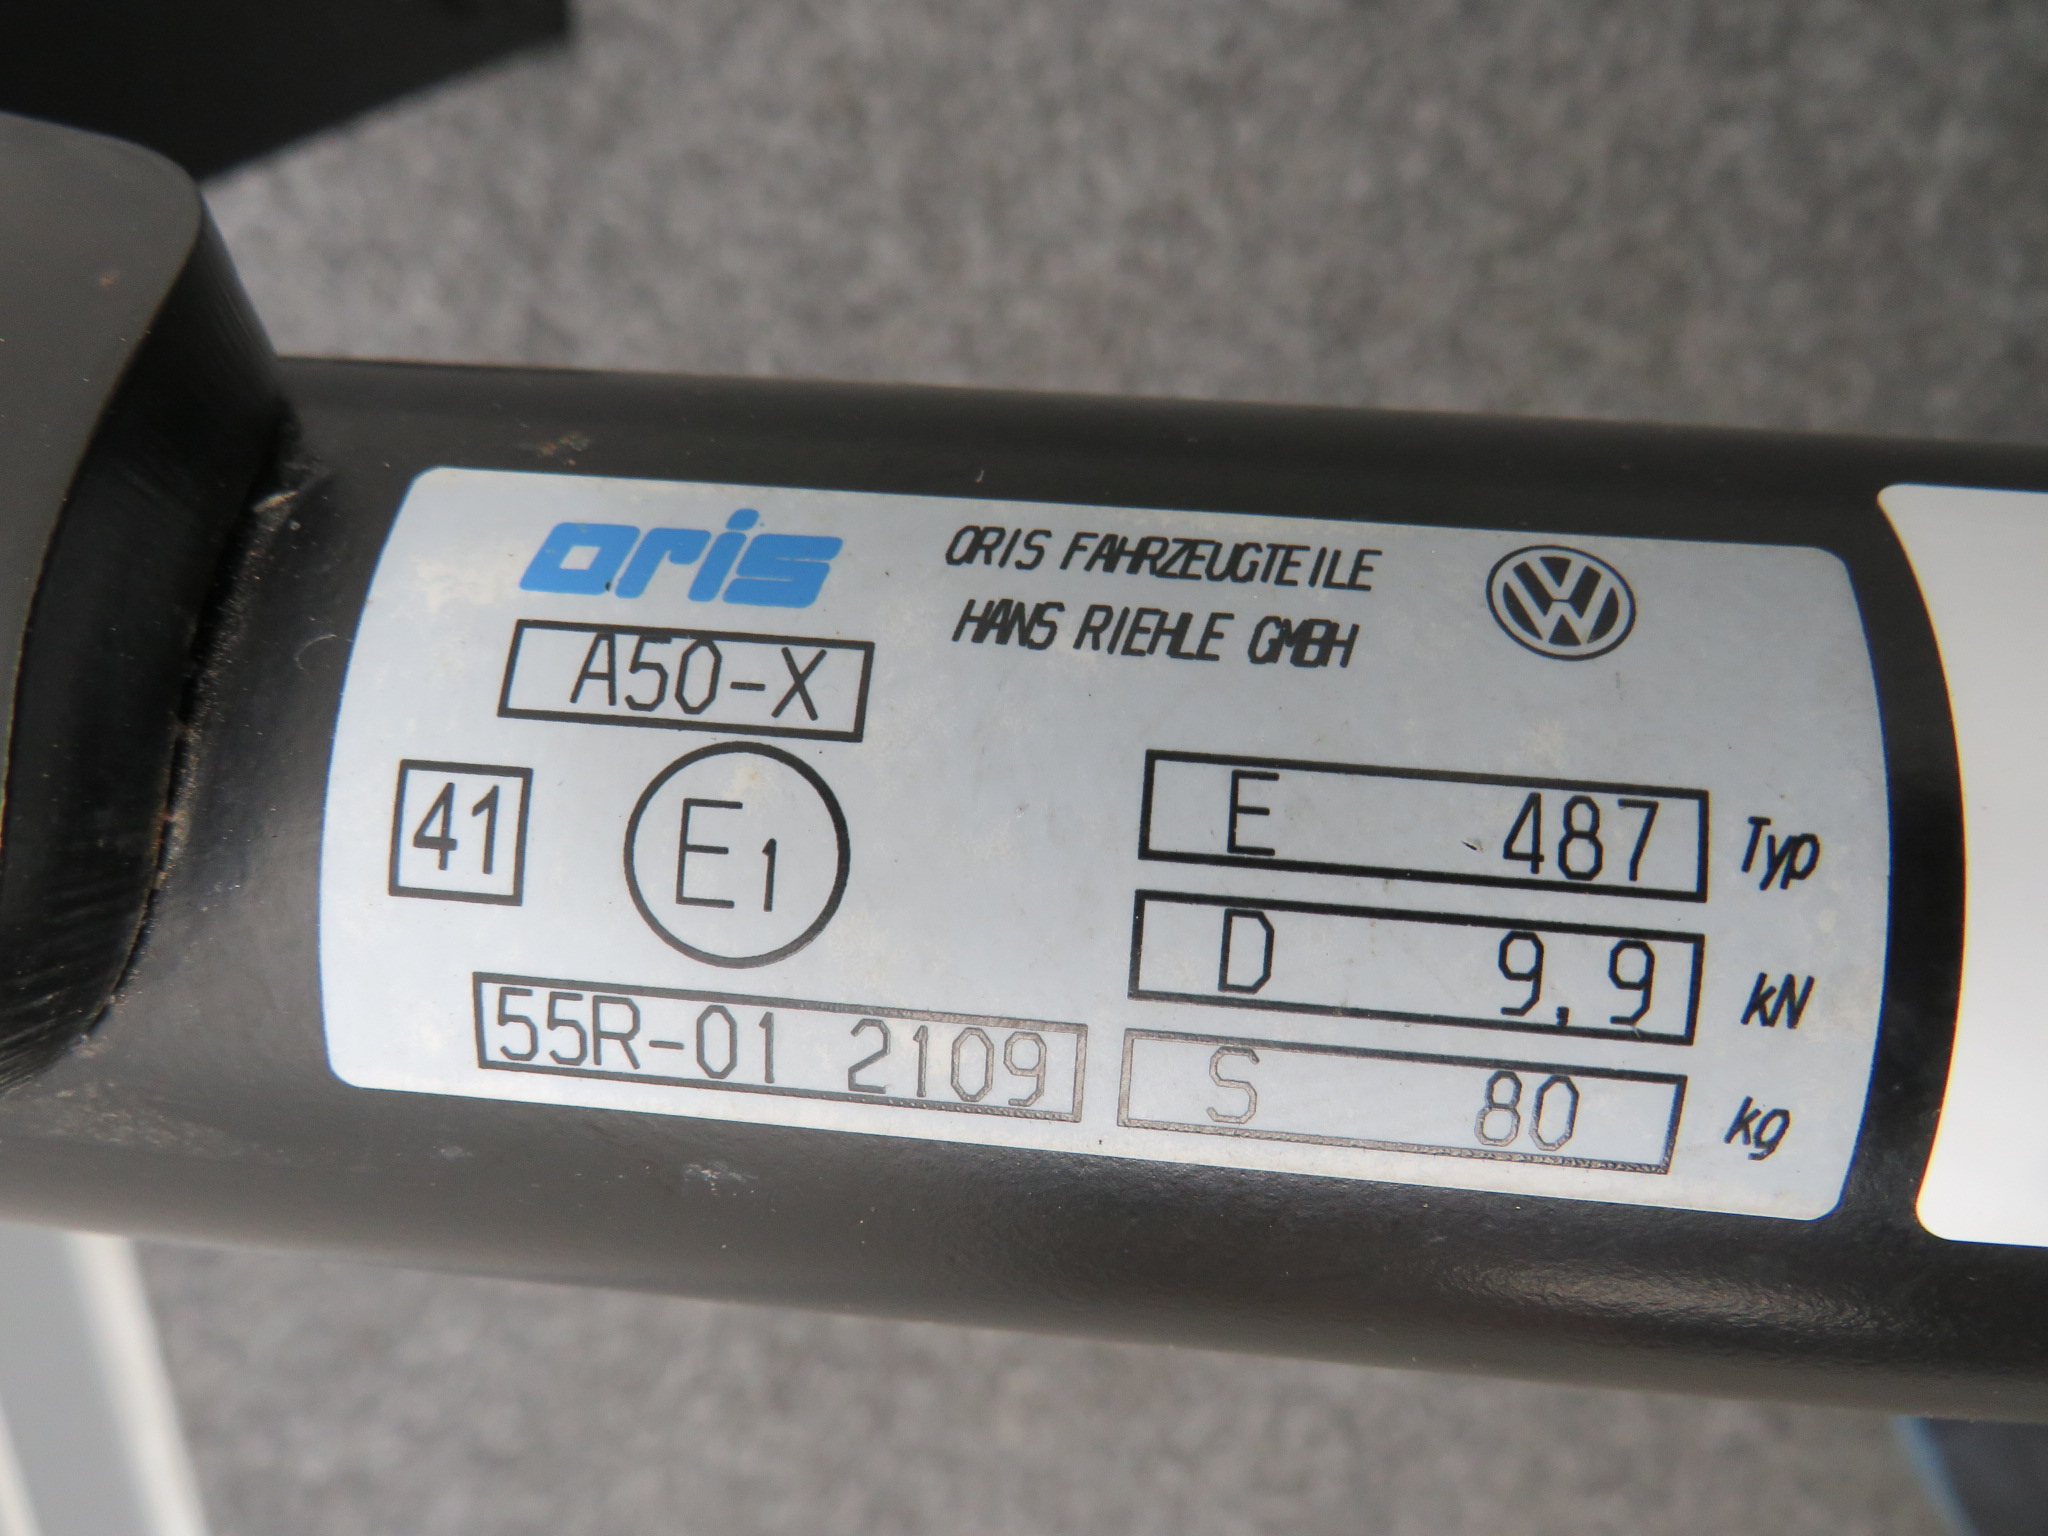 oris
ORIS FAHRZEUGTEILE
HANS RIEHLE GMBH
A50-X
41
E1
55R-01 2109
E 487 Typ
D 9,9 kN
S 80 kg